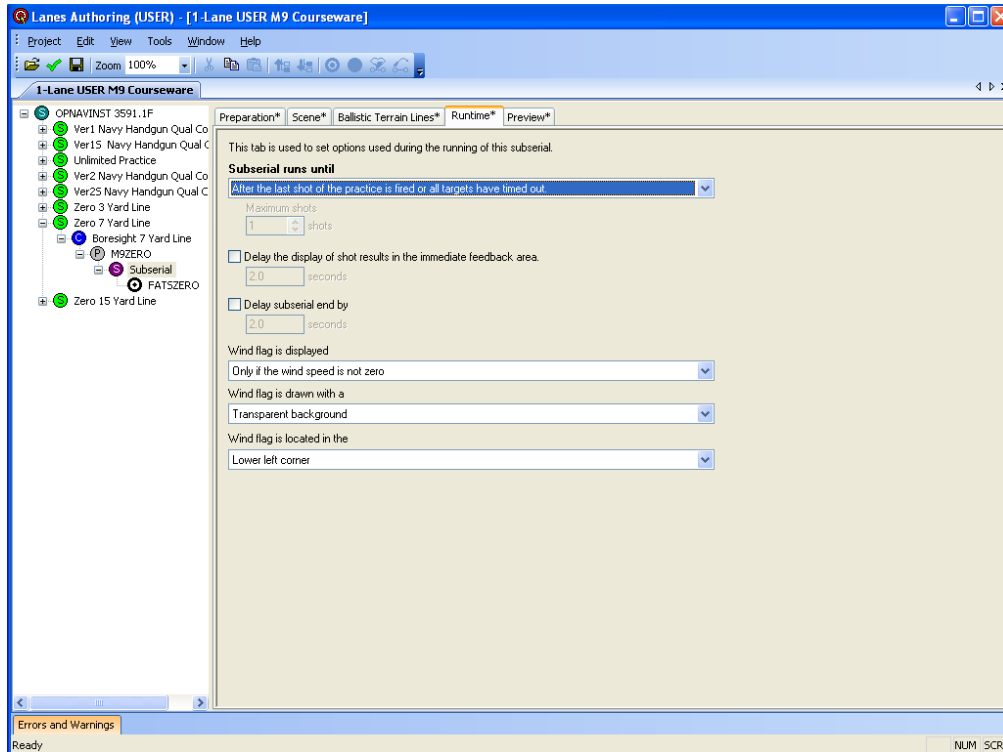 Lanes Authoring (USER) - [1-Lane USER M9 Courseware]
Project Edit View Tools Window Help
Zoom 100%
1-Lane USER M9 Courseware
OPNAVINST 3591.1F
Ver1 Navy Handgun Qual Co
Ver1S Navy Handgun Qual C
Unlimited Practice
Ver2 Navy Handgun Qual Co
Ver2S Navy Handgun Qual C
Zero 3 Yard Line
Zero 7 Yard Line
Boresight 7 Yard Line
M9ZERO
Subserial
FATSZERO
Zero 15 Yard Line
Preparation* Scene* Ballistic Terrain Lines* Runtime* Preview*
This tab is used to set options used during the running of this subserial.
Subserial runs until
After the last shot of the practice is fired or all targets have timed out.
Maximum shots
1 shots
Delay the display of shot results in the immediate feedback area.
2.0 seconds
Delay subserial end by
2.0 seconds
Wind flag is displayed
Only if the wind speed is not zero
Wind flag is drawn with a
Transparent background
Wind flag is located in the
Lower left corner
Errors and Warnings
Ready NUM SCR